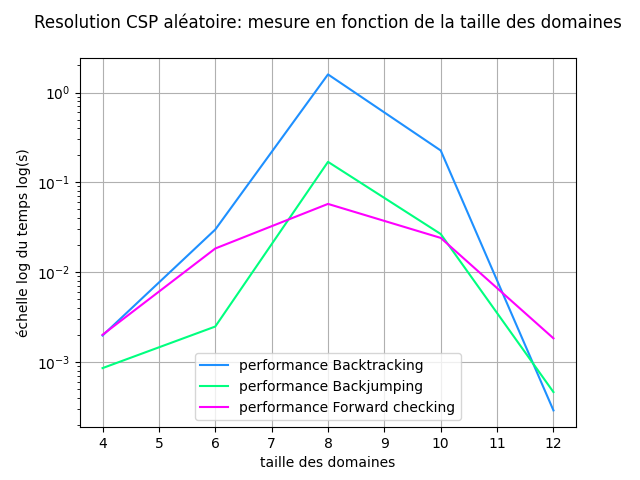 Resolution CSP aléatoire: mesure en fonction de la taille des domaines
échelle log du temps log(s)
10⁰
10⁻¹
10⁻²
10⁻³
performance Backtracking
performance Backjumping
performance Forward checking
4 5 6 7 8 9 10 11 12
taille des domaines